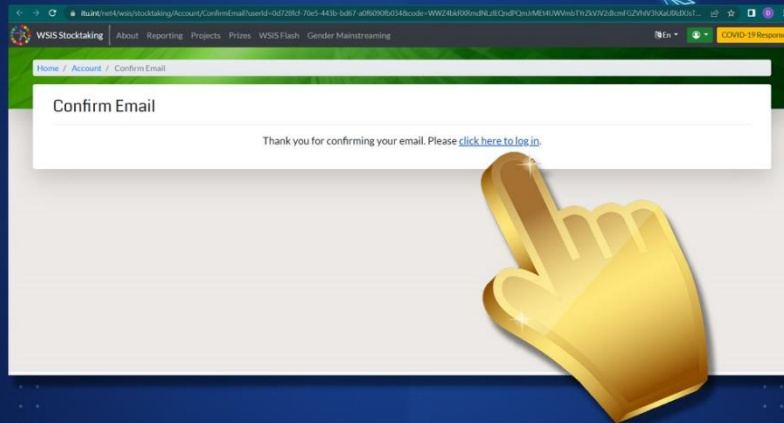 itu.int/net4/wsis/stocktaking/Account/ConfirmEmail?userId=
WSIS Stocktaking About Reporting Projects Prizes WSIS Flash Gender Mainstreaming En COVID-19 Response
Home / Account / Confirm Email
Confirm Email
Thank you for confirming your email. Please click here to log in.